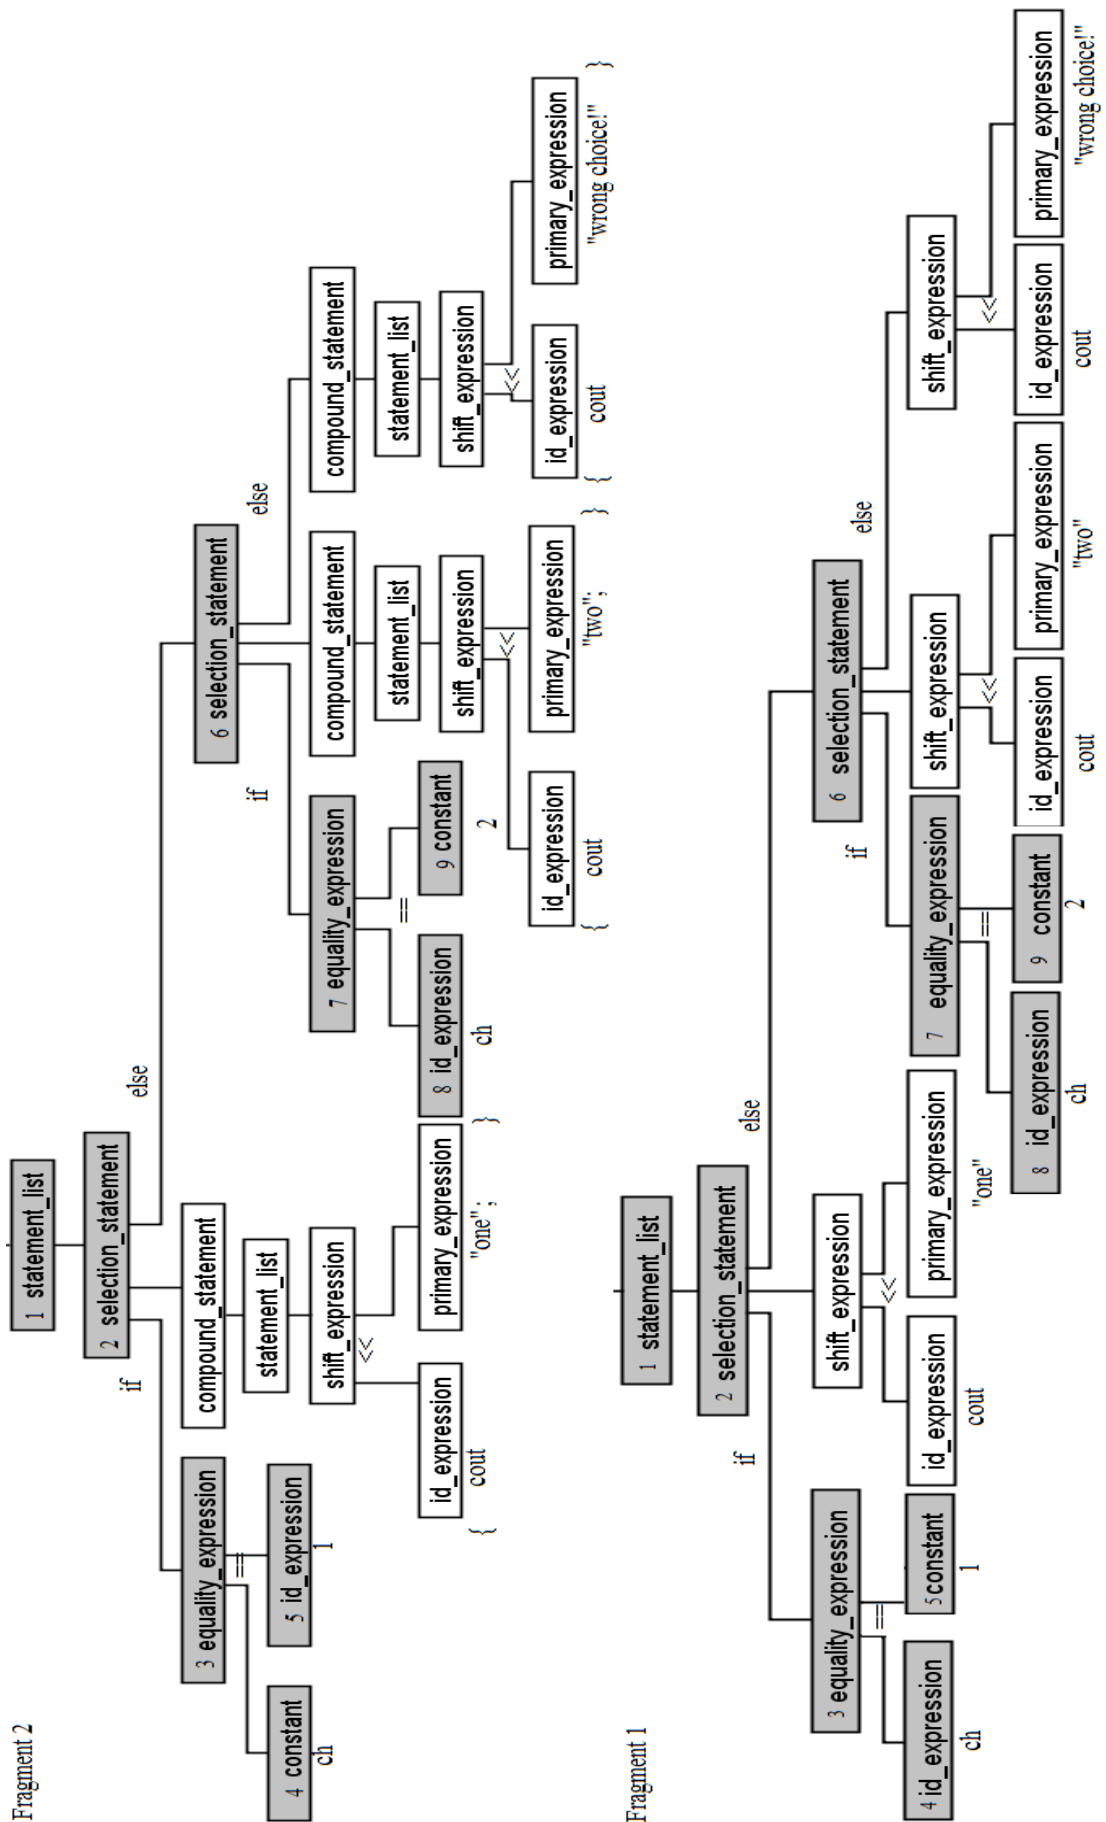 Fragment 2
1 statement_list
2 selection_statement
if
else
3 equality_expression
compound_statement
6 selection_statement
==
statement_list
if
else
4 constant
5 id_expression
ch
1
shift_expression
7 equality_expression
compound_statement
compound_statement
<<
==
statement_list
statement_list
id_expression
primary_expression
8 id_expression
9 constant
shift_expression
shift_expression
{ cout "one"; }
ch
2
<<
<<
id_expression
primary_expression
id_expression
primary_expression
{ cout "two"; }
{ cout "wrong choice!" }
Fragment 1
1 statement_list
2 selection_statement
if
else
3 equality_expression
shift_expression
6 selection_statement
==
<<
if
else
4 id_expression
5 constant
id_expression
primary_expression
7 equality_expression
shift_expression
shift_expression
ch
1
cout
"one"
==
<<
<<
8 id_expression
9 constant
id_expression
primary_expression
id_expression
primary_expression
ch
2
cout
"two"
cout
"wrong choice!"